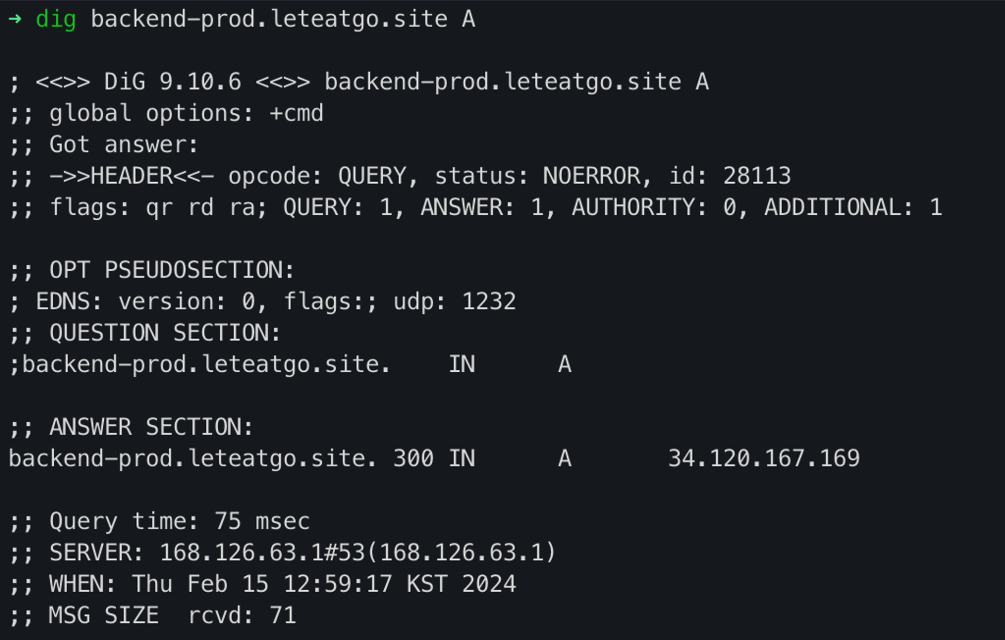 → dig backend-prod.leteatgo.site A
; <<>> DiG 9.10.6 <<>> backend-prod.leteatgo.site A
;; global options: +cmd
;; Got answer:
;; ->>HEADER<<- opcode: QUERY, status: NOERROR, id: 28113
;; flags: qr rd ra; QUERY: 1, ANSWER: 1, AUTHORITY: 0, ADDITIONAL: 1
;; OPT PSEUDOSECTION:
; EDNS: version: 0, flags:; udp: 1232
;; QUESTION SECTION:
;backend-prod.leteatgo.site. IN A
;; ANSWER SECTION:
backend-prod.leteatgo.site. 300 IN A 34.120.167.169
;; Query time: 75 msec
;; SERVER: 168.126.63.1#53(168.126.63.1)
;; WHEN: Thu Feb 15 12:59:17 KST 2024
;; MSG SIZE rcvd: 71